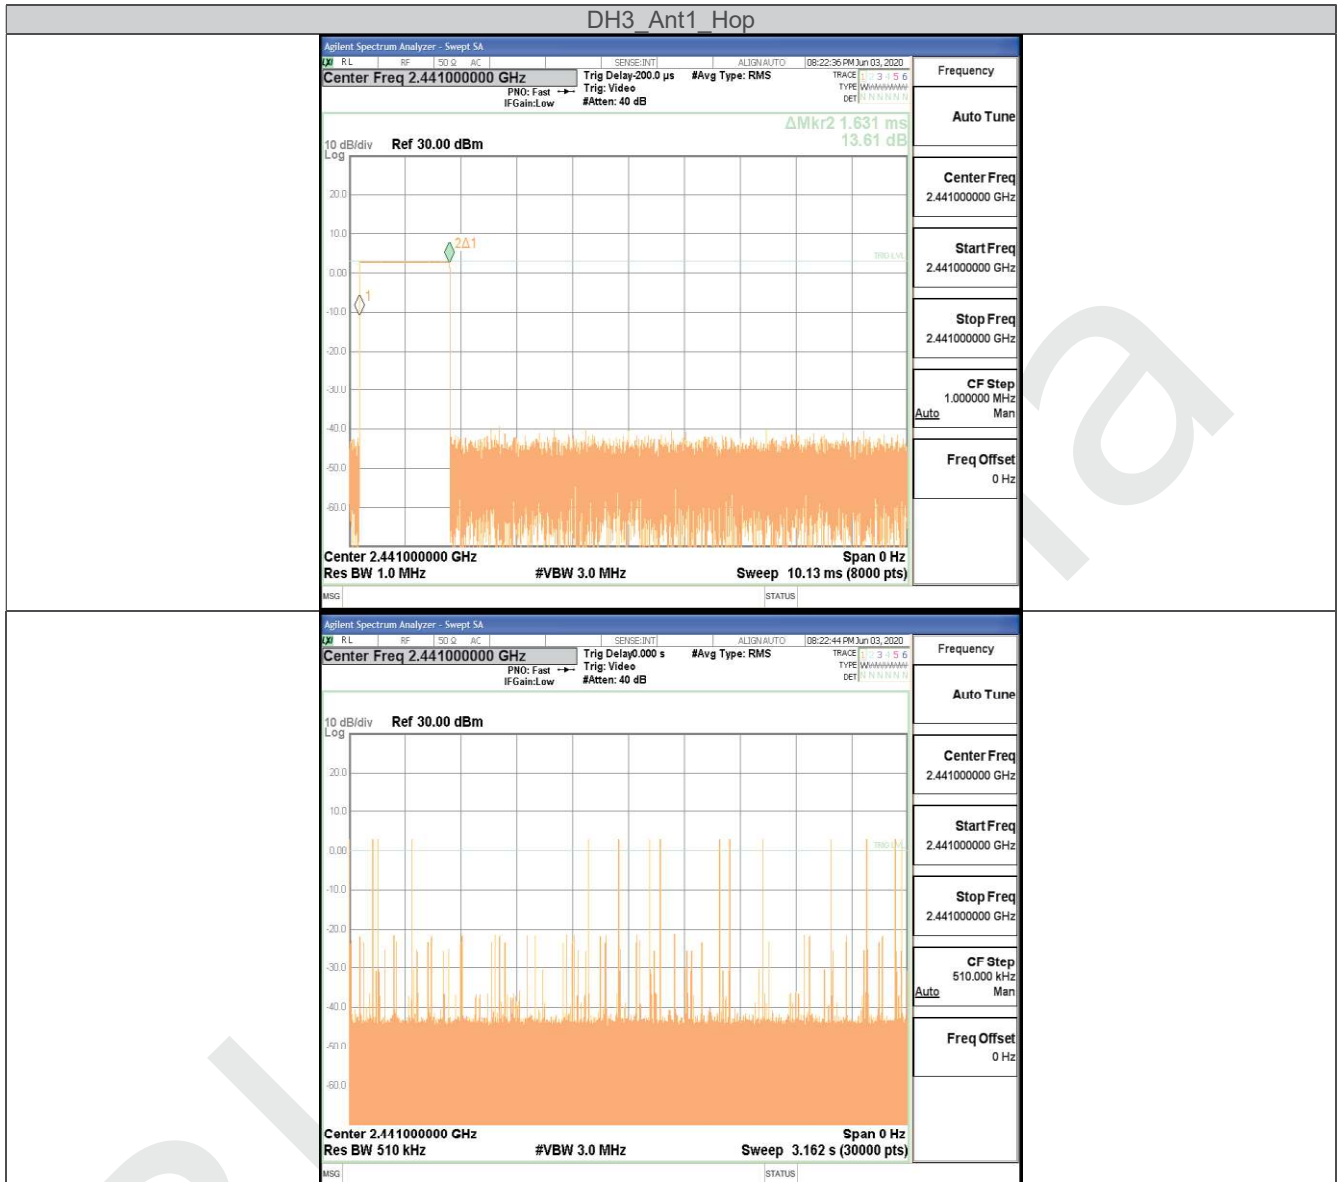 DH3_Ant1_Hop
Agilent Spectrum Analyzer - Swept SA
LXI RL RF 50 Ω AC SENSE:INT ALIGNAUTO 08:22:36 PM Jun 03, 2020
Center Freq 2.441000000 GHz
PNO: Fast
IFGain:Low
Trig Delay-200.0 µs
Trig: Video
#Atten: 40 dB
#Avg Type: RMS
TRACE 1 2 3 4 5 6
TYPE
DET N N N N N N
ΔMkr2 1.631 ms
13.61 dB
10 dB/div
Log
Ref 30.00 dBm
20.0
10.0
0.00
-10.0
-20.0
-30.0
-40.0
-50.0
-60.0
1
2Δ1
TRIG LVL
Center 2.441000000 GHz
Span 0 Hz
Res BW 1.0 MHz
#VBW 3.0 MHz
Sweep 10.13 ms (8000 pts)
MSG
STATUS
Frequency
Auto Tune
Center Freq
2.441000000 GHz
Start Freq
2.441000000 GHz
Stop Freq
2.441000000 GHz
CF Step
1.000000 MHz
Auto Man
Freq Offset
0 Hz
Agilent Spectrum Analyzer - Swept SA
LXI RL RF 50 Ω AC SENSE:INT ALIGNAUTO 08:22:44 PM Jun 03, 2020
Center Freq 2.441000000 GHz
PNO: Fast
IFGain:Low
Trig Delay0.000 s
Trig: Video
#Atten: 40 dB
#Avg Type: RMS
TRACE 1 2 3 4 5 6
TYPE
DET N N N N N N
10 dB/div
Log
Ref 30.00 dBm
20.0
10.0
0.00
-10.0
-20.0
-30.0
-40.0
-50.0
-60.0
TRIG LVL
Center 2.441000000 GHz
Span 0 Hz
Res BW 510 kHz
#VBW 3.0 MHz
Sweep 3.162 s (30000 pts)
MSG
STATUS
Frequency
Auto Tune
Center Freq
2.441000000 GHz
Start Freq
2.441000000 GHz
Stop Freq
2.441000000 GHz
CF Step
510.000 kHz
Auto Man
Freq Offset
0 Hz